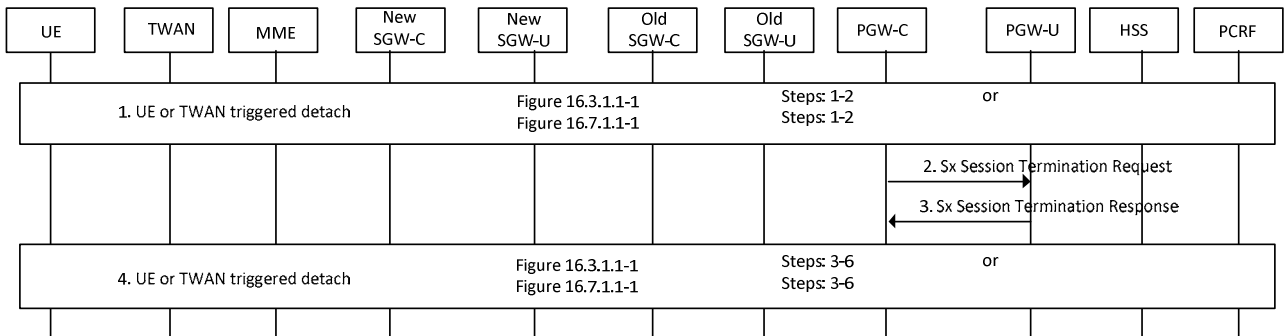 UE
TWAN
MME
New
SGW-C
New
SGW-U
Old
SGW-C
Old
SGW-U
PGW-C
PGW-U
HSS
PCRF
1. UE or TWAN triggered detach
Figure 16.3.1.1-1 Steps: 1-2 or
Figure 16.7.1.1-1 Steps: 1-2
2. Sx Session Termination Request
3. Sx Session Termination Response
4. UE or TWAN triggered detach
Figure 16.3.1.1-1 Steps: 3-6 or
Figure 16.7.1.1-1 Steps: 3-6